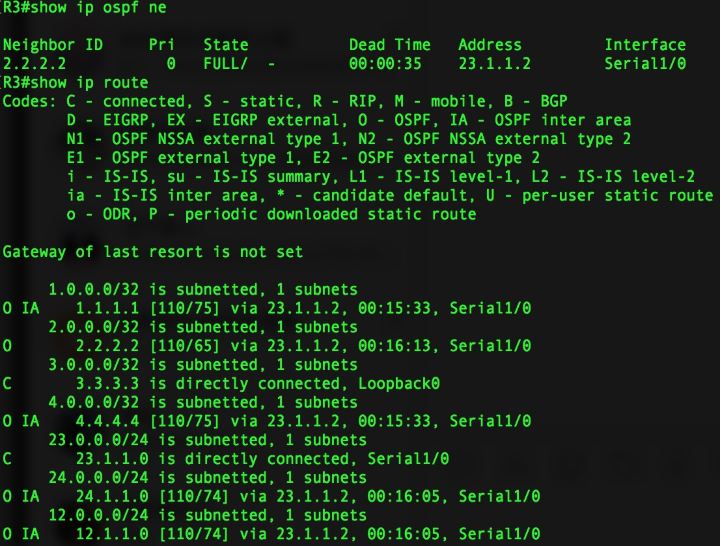 R3#show ip ospf ne
Neighbor ID     Pri   State           Dead Time   Address         Interface
2.2.2.2           0   FULL/  -        00:00:35    23.1.1.2        Serial1/0
R3#show ip route
Codes: C - connected, S - static, R - RIP, M - mobile, B - BGP
       D - EIGRP, EX - EIGRP external, O - OSPF, IA - OSPF inter area
       N1 - OSPF NSSA external type 1, N2 - OSPF NSSA external type 2
       E1 - OSPF external type 1, E2 - OSPF external type 2
       i - IS-IS, su - IS-IS summary, L1 - IS-IS level-1, L2 - IS-IS level-2
       ia - IS-IS inter area, * - candidate default, U - per-user static route
       o - ODR, P - periodic downloaded static route
Gateway of last resort is not set
     1.0.0.0/32 is subnetted, 1 subnets
O IA    1.1.1.1 [110/75] via 23.1.1.2, 00:15:33, Serial1/0
     2.0.0.0/32 is subnetted, 1 subnets
O       2.2.2.2 [110/65] via 23.1.1.2, 00:16:13, Serial1/0
     3.0.0.0/32 is subnetted, 1 subnets
C       3.3.3.3 is directly connected, Loopback0
     4.0.0.0/32 is subnetted, 1 subnets
O IA    4.4.4.4 [110/75] via 23.1.1.2, 00:15:33, Serial1/0
     23.0.0.0/24 is subnetted, 1 subnets
C       23.1.1.0 is directly connected, Serial1/0
     24.0.0.0/24 is subnetted, 1 subnets
O IA    24.1.1.0 [110/74] via 23.1.1.2, 00:16:05, Serial1/0
     12.0.0.0/24 is subnetted, 1 subnets
O IA    12.1.1.0 [110/74] via 23.1.1.2, 00:16:05, Serial1/0